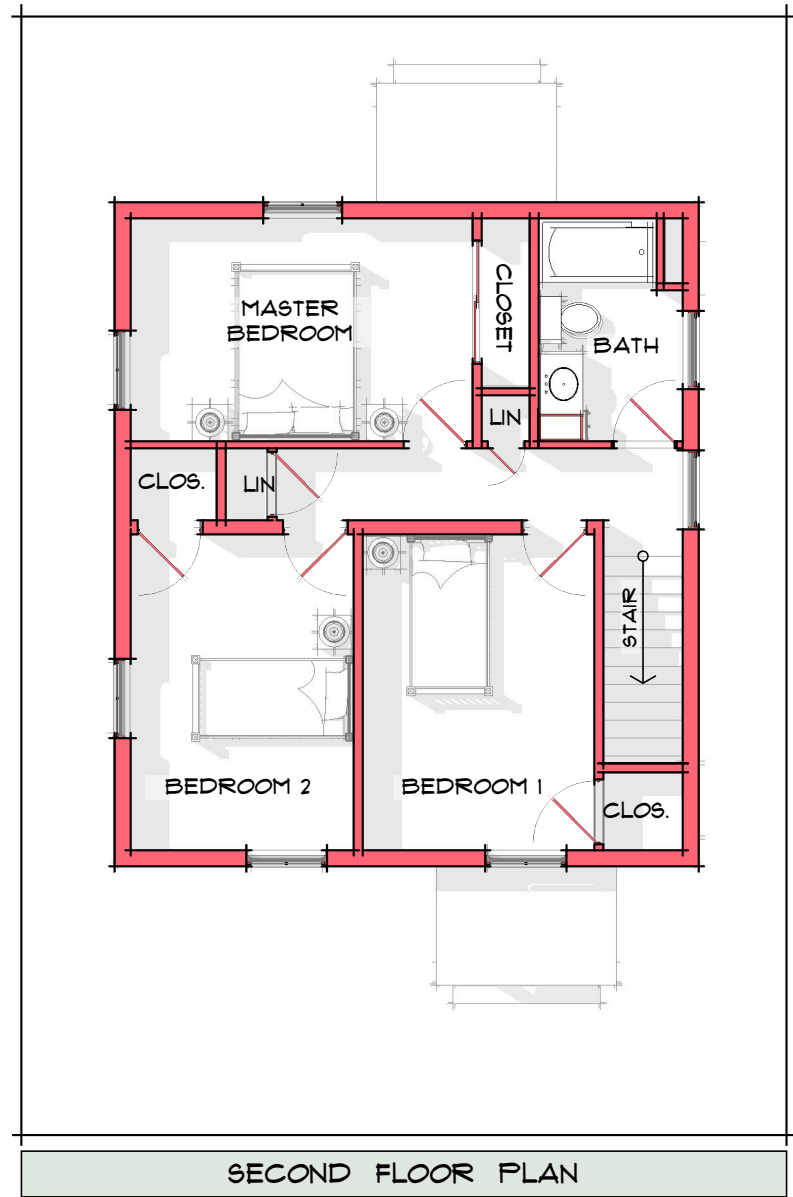 MASTER
BEDROOM
CLOSET
BATH
LIN
CLOS.
LIN
STAIR
BEDROOM 2
BEDROOM 1
CLOS.
SECOND FLOOR PLAN